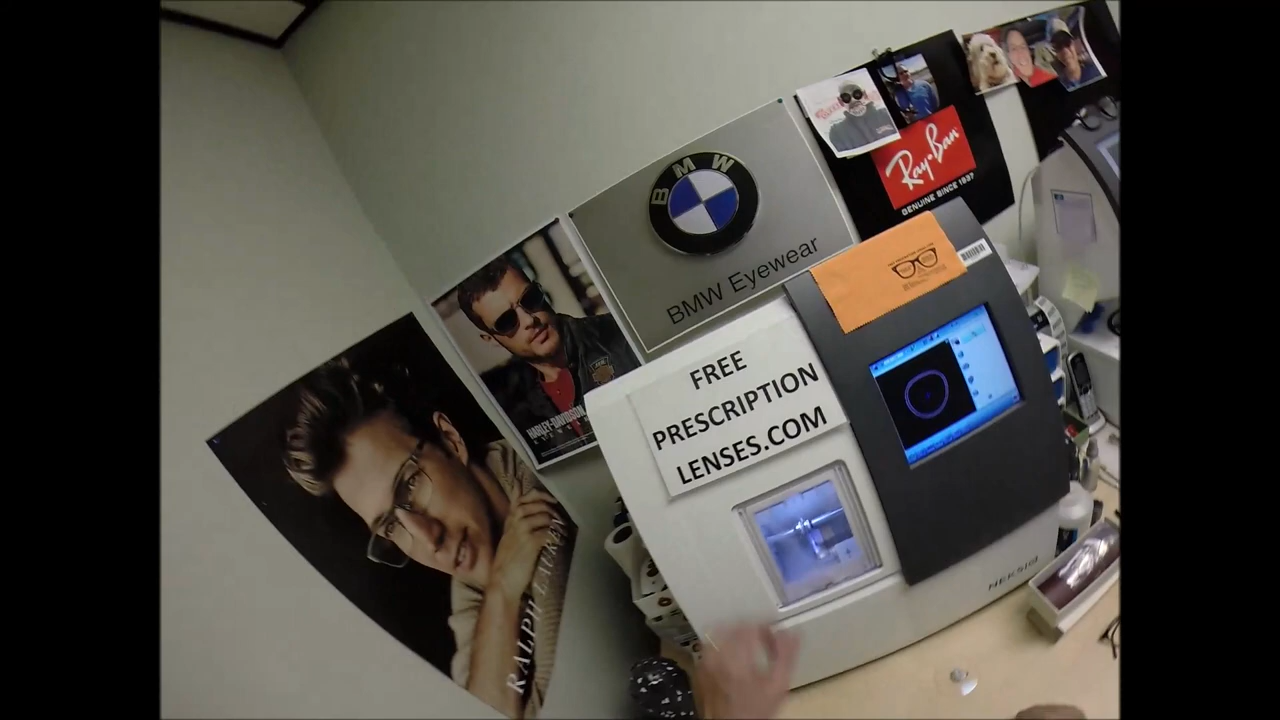 BMW
BMW Eyewear
Ray-Ban
GENUINE SINCE 1937
HARLEY-DAVIDSON
RALPH LAUREN
FREE
PRESCRIPTION
LENSES.COM